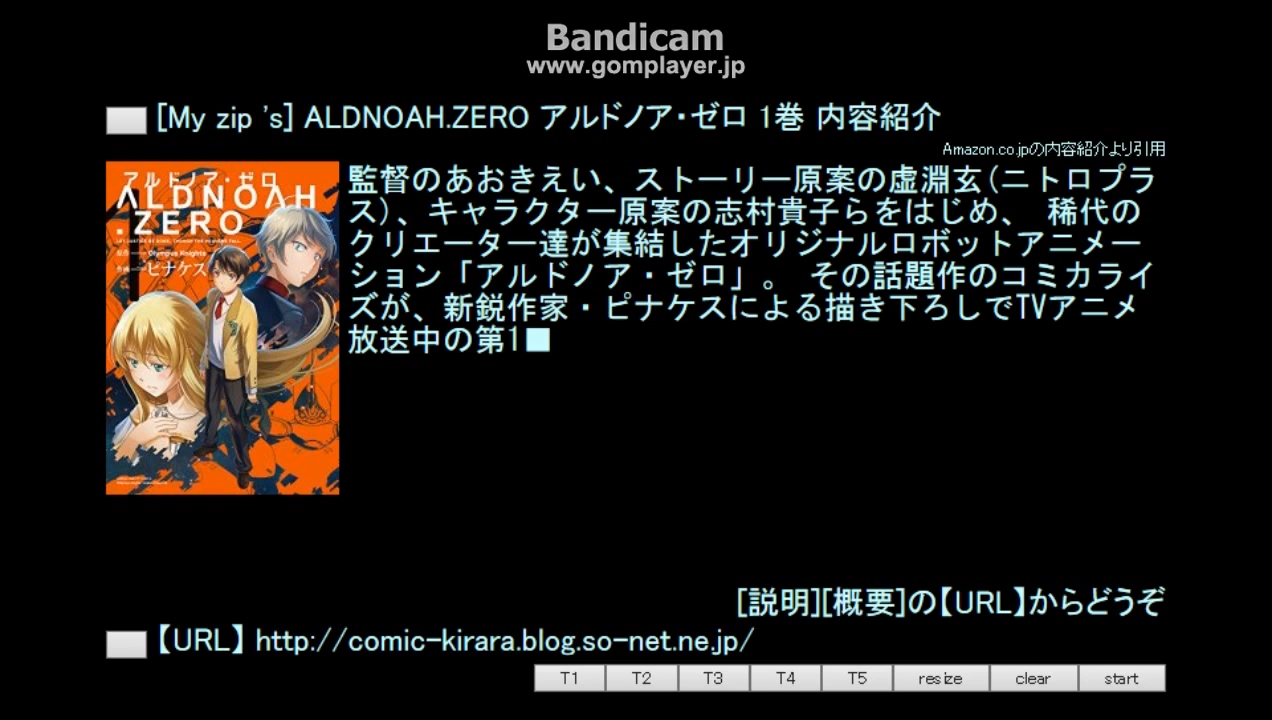 Bandicam
www.gomplayer.jp
[My zip 's] ALDNOAH.ZERO アルドノア・ゼロ 1巻 内容紹介
Amazon.co.jpの内容紹介より引用
アルドノア・ゼロ
ALDNOAH
.ZERO
原作 Olympus Knights
作画 ピナケス
監督のあおきえい、ストーリー原案の虚淵玄(ニトロプラ
ス)、キャラクター原案の志村貴子らをはじめ、 稀代の
クリエーター達が集結したオリジナルロボットアニメー
ション「アルドノア・ゼロ」。 その話題作のコミカライ
ズが、新鋭作家・ピナケスによる描き下ろしでTVアニメ
放送中の第1
[説明][概要]の【URL】からどうぞ
【URL】 http://comic-kirara.blog.so-net.ne.jp/
T1 T2 T3 T4 T5 resize clear start